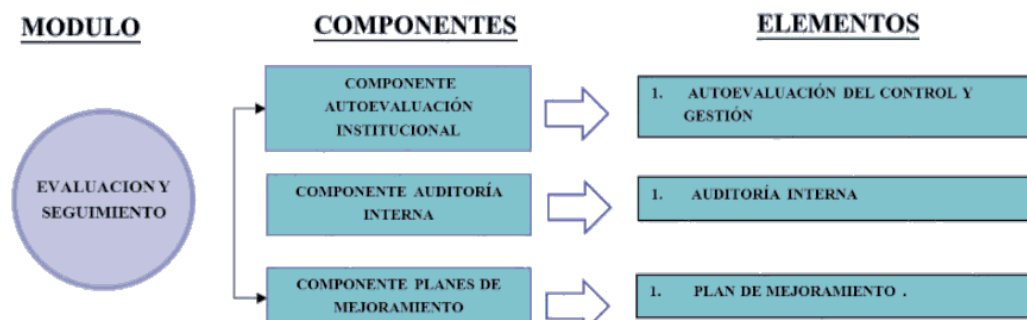 MODULO
COMPONENTES
ELEMENTOS
EVALUACION Y
SEGUIMIENTO
COMPONENTE
AUTOEVALUACIÓN
INSTITUCIONAL
1. AUTOEVALUACIÓN DEL CONTROL Y
GESTIÓN
COMPONENTE AUDITORÍA
INTERNA
1. AUDITORÍA INTERNA
COMPONENTE PLANES DE
MEJORAMIENTO
1. PLAN DE MEJORAMIENTO .